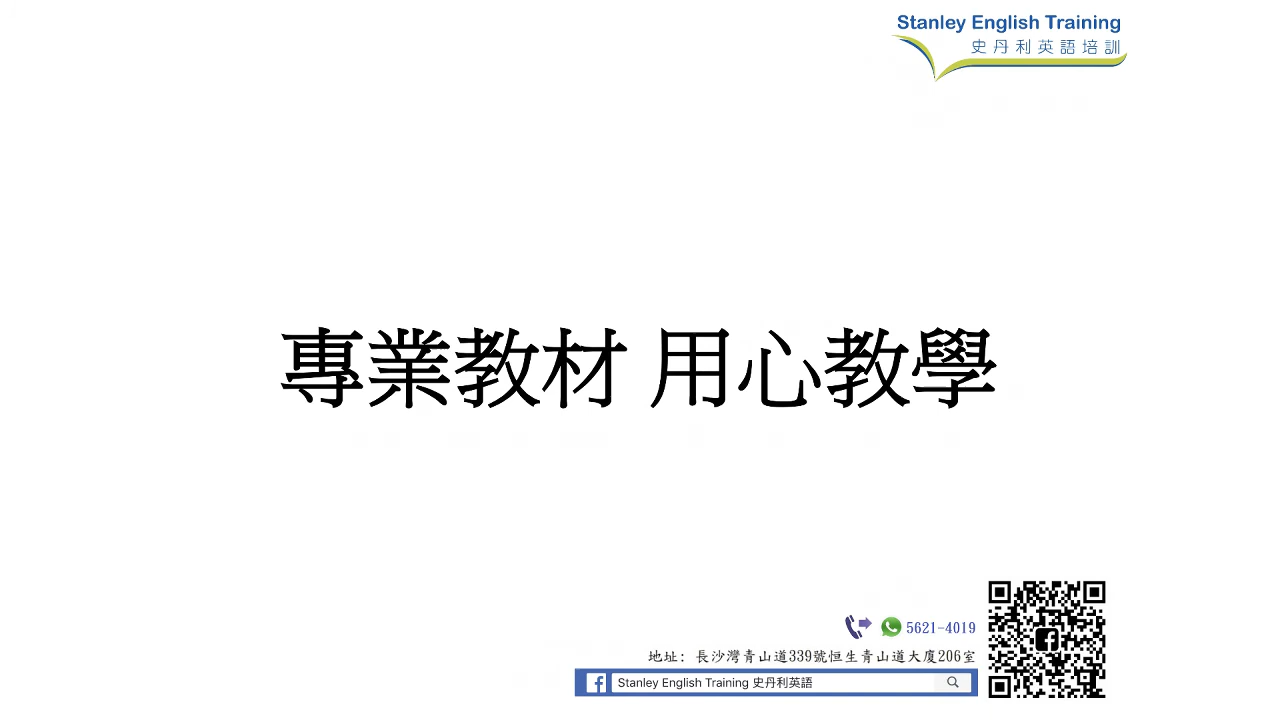 Stanley English Training
史丹利英語培訓
專業教材 用心教學
5621-4019
地址: 長沙灣青山道339號恒生青山道大廈206室
Stanley English Training 史丹利英語